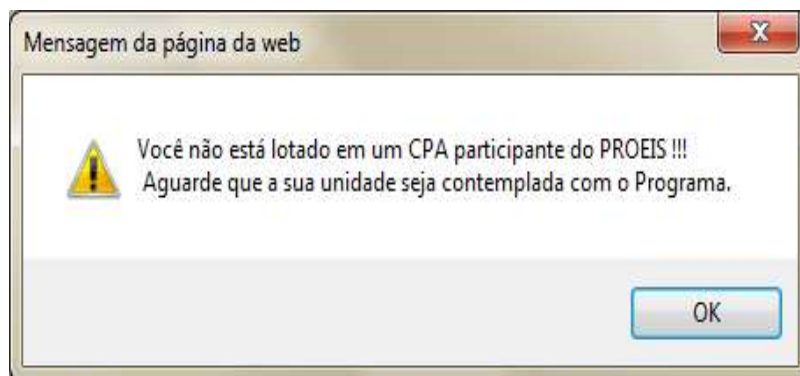 Mensagem da página da web
Você não está lotado em um CPA participante do PROEIS !!!
Aguarde que a sua unidade seja contemplada com o Programa.
OK